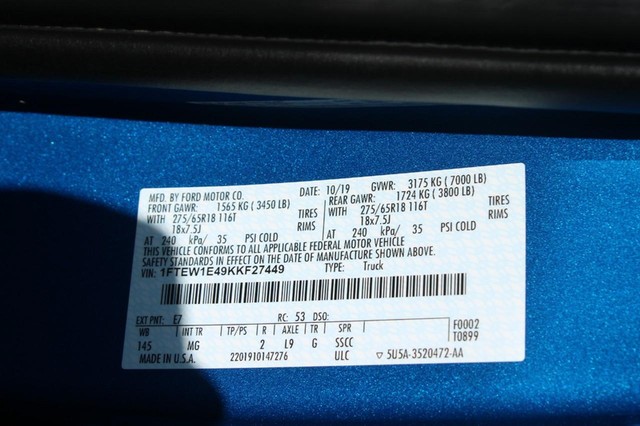 MFD. BY FORD MOTOR CO. DATE: 10/19 GVWR: 3175 KG ( 7000 LB)
FRONT GAWR: 1565 KG ( 3450 LB) REAR GAWR: 1724 KG ( 3800 LB)
WITH 275/65R18 116T TIRES WITH 275/65R18 116T TIRES
18x7.5J RIMS 18x7.5J RIMS
AT 240 kPa/ 35 PSI COLD AT 240 kPa/ 35 PSI COLD
THIS VEHICLE CONFORMS TO ALL APPLICABLE FEDERAL MOTOR VEHICLE
SAFETY STANDARDS IN EFFECT ON THE DATE OF MANUFACTURE SHOWN ABOVE.
VIN: 1FTEW1E49KKF27449 TYPE: Truck
EXT PNT: E7 RC: 53 DSO: F0002
WB INT TR TP/PS R AXLE TR SPR T0899
145 MG 2 L9 G SSCC
MADE IN U.S.A. 2201910147276 ULC ▽ 5U5A-3520472-AA